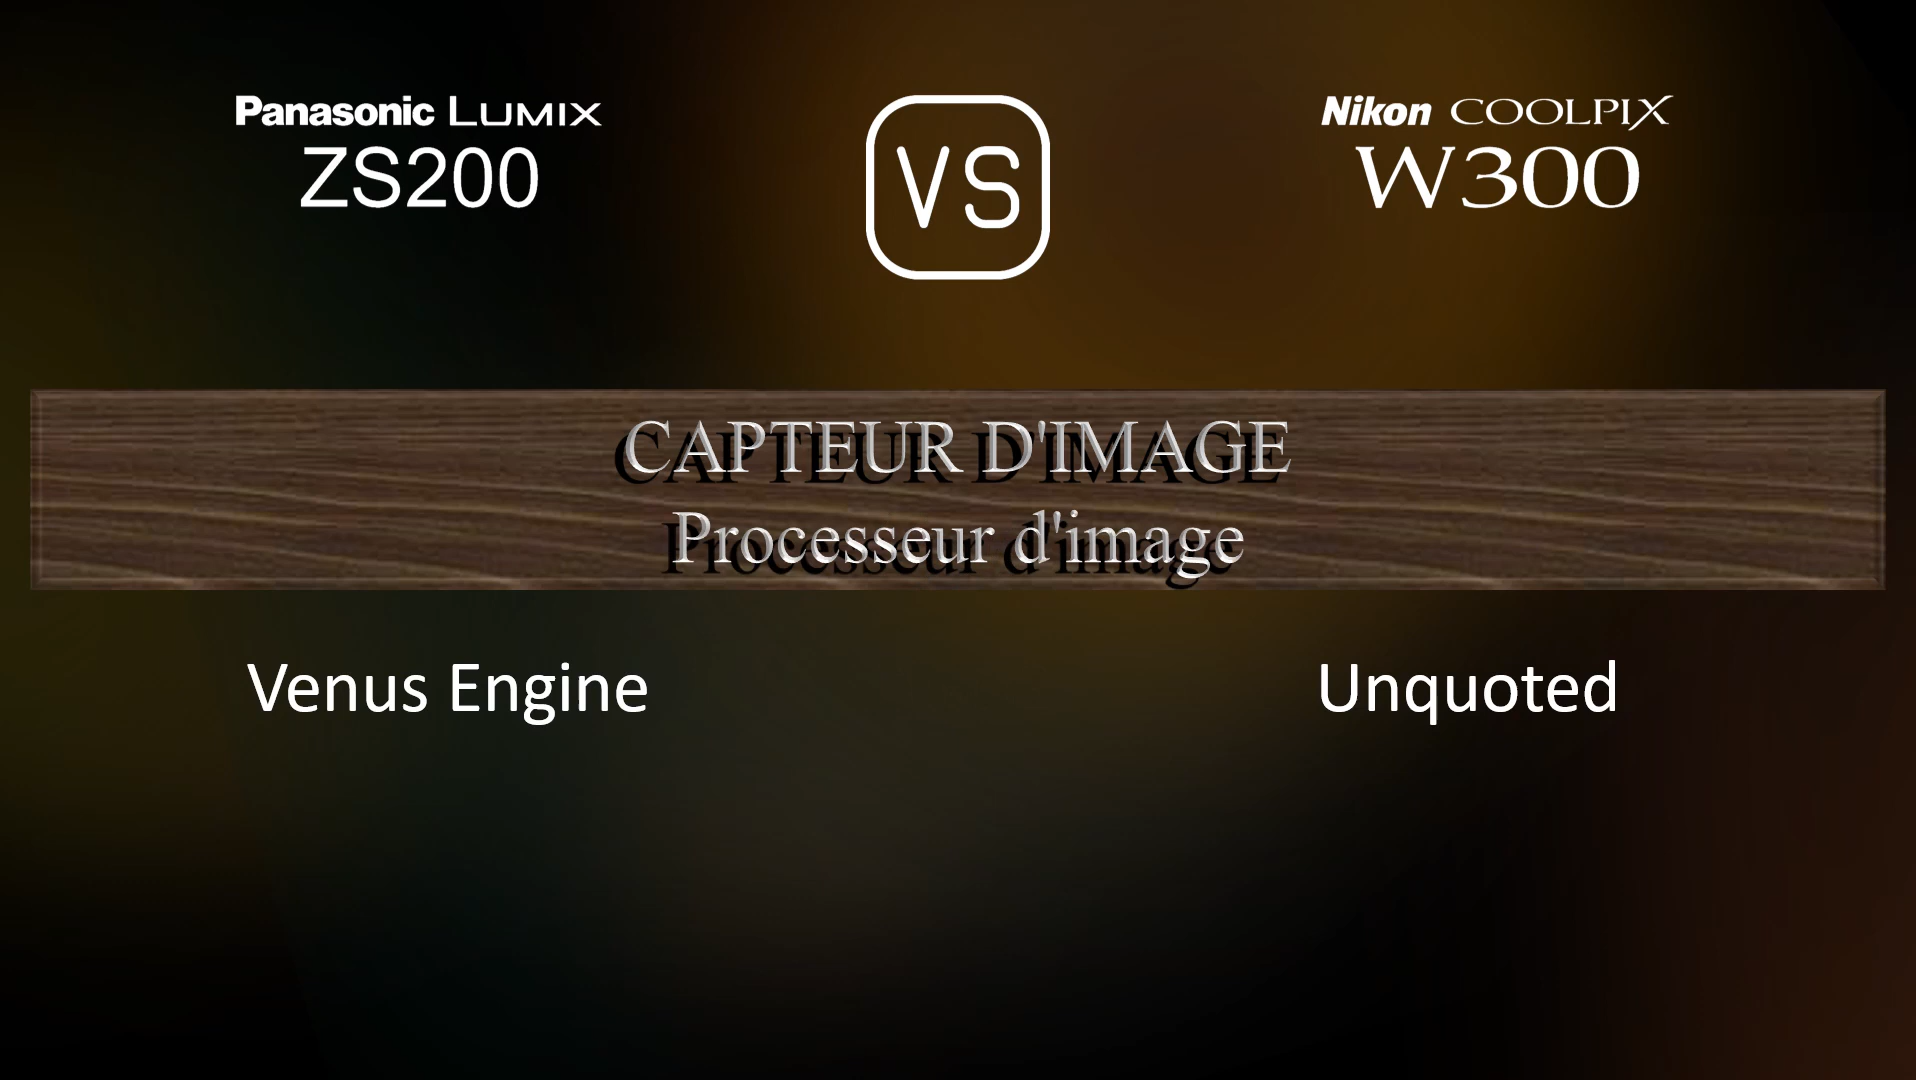 Panasonic LUMIX
ZS200
VS
Nikon COOLPIX
W300
CAPTEUR D'IMAGE
Processeur d'image
Venus Engine
Unquoted